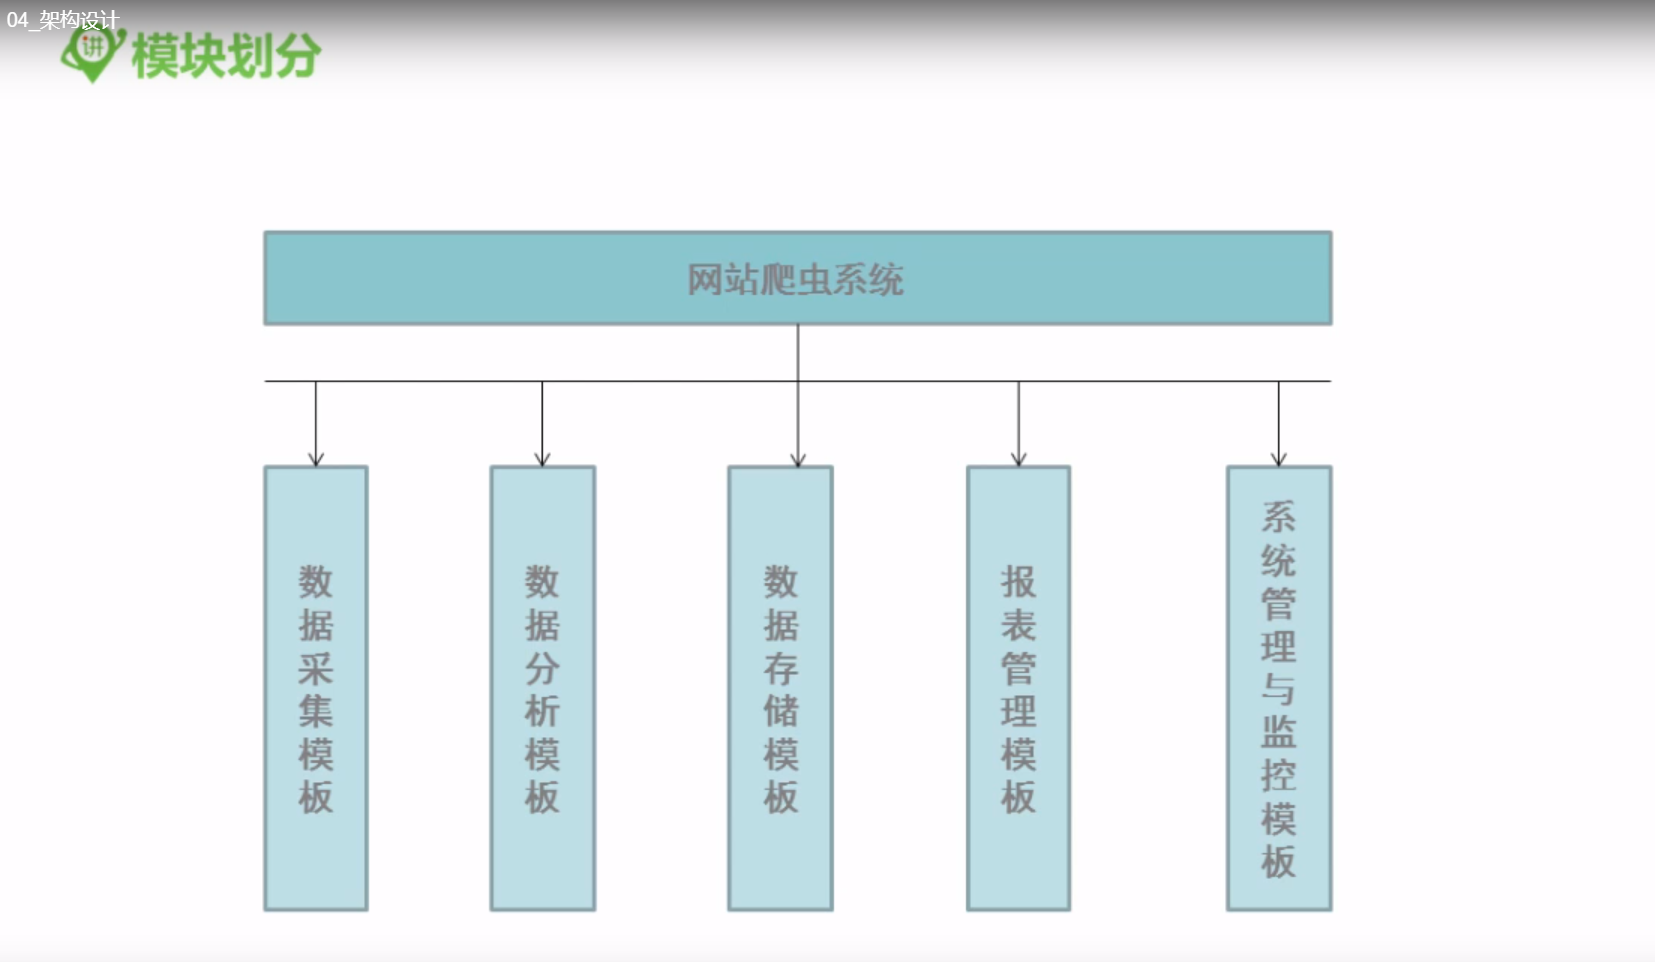 04_架构设计
讲
模块划分
网站爬虫系统
数据采集模板
数据分析模板
数据存储模板
报表管理模板
系统管理与监控模板